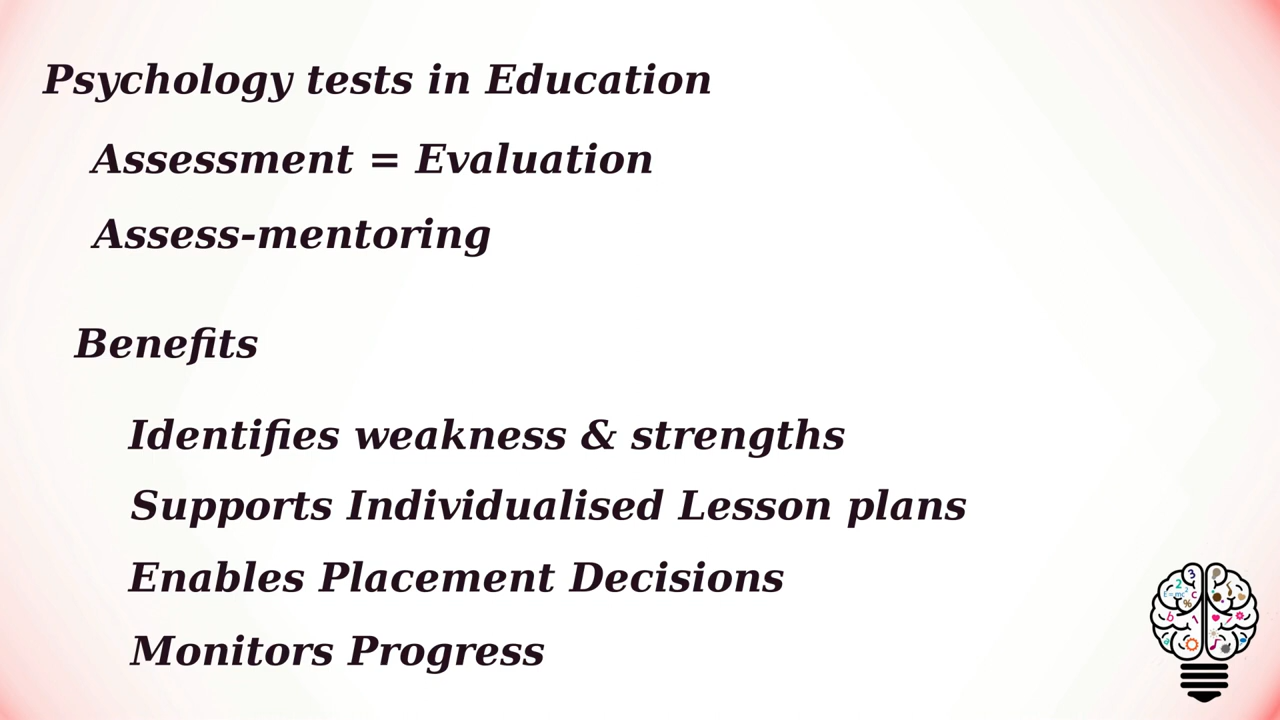 Psychology tests in Education
Assessment = Evaluation
Assess-mentoring
Benefits
Identifies weakness & strengths
Supports Individualised Lesson plans
Enables Placement Decisions
Monitors Progress